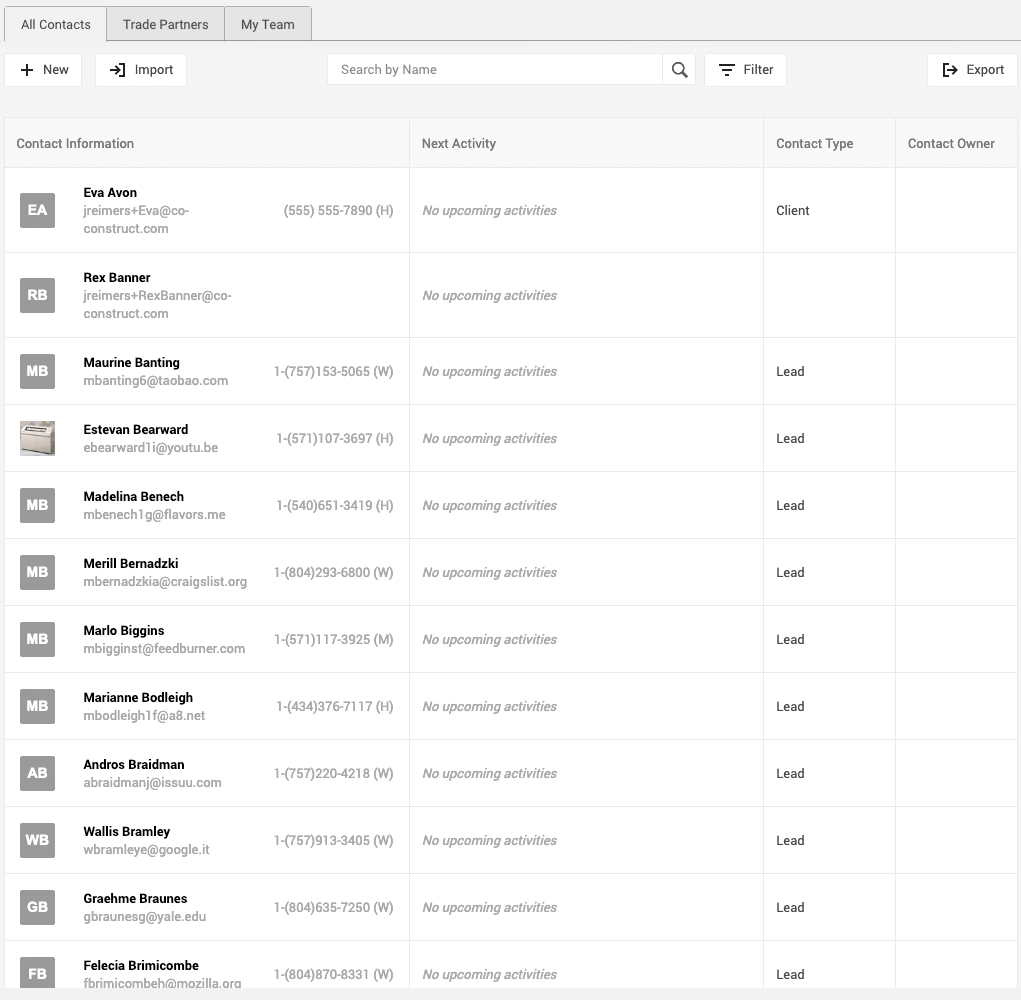 All Contacts Trade Partners My Team
New Import Search by Name Filter Export
Contact Information Next Activity Contact Type Contact Owner
EA Eva Avon
jreimers+Eva@co-
construct.com
(555) 555-7890 (H) No upcoming activities Client
RB Rex Banner
jreimers+RexBanner@co-
construct.com
No upcoming activities
MB Maurine Banting
mbanting6@taobao.com
1-(757)153-5065 (W) No upcoming activities Lead
Estevan Bearward
ebearward1i@youtu.be
1-(571)107-3697 (H) No upcoming activities Lead
MB Madelina Benech
mbenech1g@flavors.me
1-(540)651-3419 (H) No upcoming activities Lead
MB Merill Bernadzki
mbernadzkia@craigslist.org
1-(804)293-6800 (W) No upcoming activities Lead
MB Marlo Biggins
mbigginst@feedburner.com
1-(571)117-3925 (M) No upcoming activities Lead
MB Marianne Bodleigh
mbodleigh1f@a8.net
1-(434)376-7117 (H) No upcoming activities Lead
AB Andros Braidman
abraidmanj@issuu.com
1-(757)220-4218 (W) No upcoming activities Lead
WB Wallis Bramley
wbramleye@google.it
1-(757)913-3405 (W) No upcoming activities Lead
GB Graehme Braunes
gbraunesg@yale.edu
1-(804)635-7250 (W) No upcoming activities Lead
FB Felecia Brimicombe
fbrimicombeh@mozilla.org
1-(804)870-8331 (W) No upcoming activities Lead